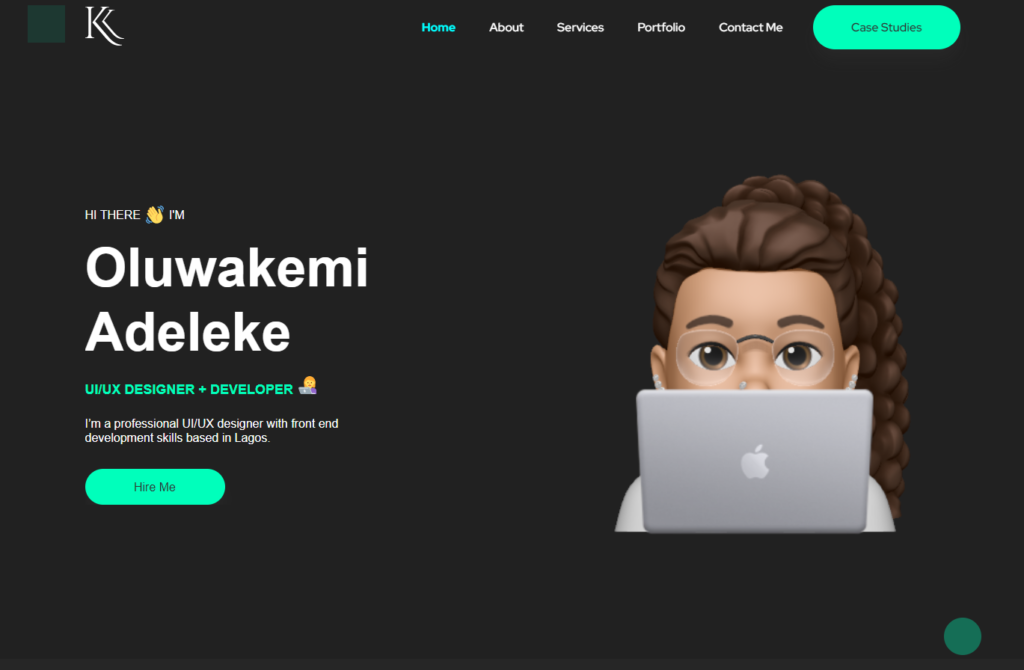 K
Home About Services Portfolio Contact Me Case Studies
HI THERE 👋 I'M
Oluwakemi
Adeleke
UI/UX DESIGNER + DEVELOPER 👩‍💻
I'm a professional UI/UX designer with front end
development skills based in Lagos.
Hire Me